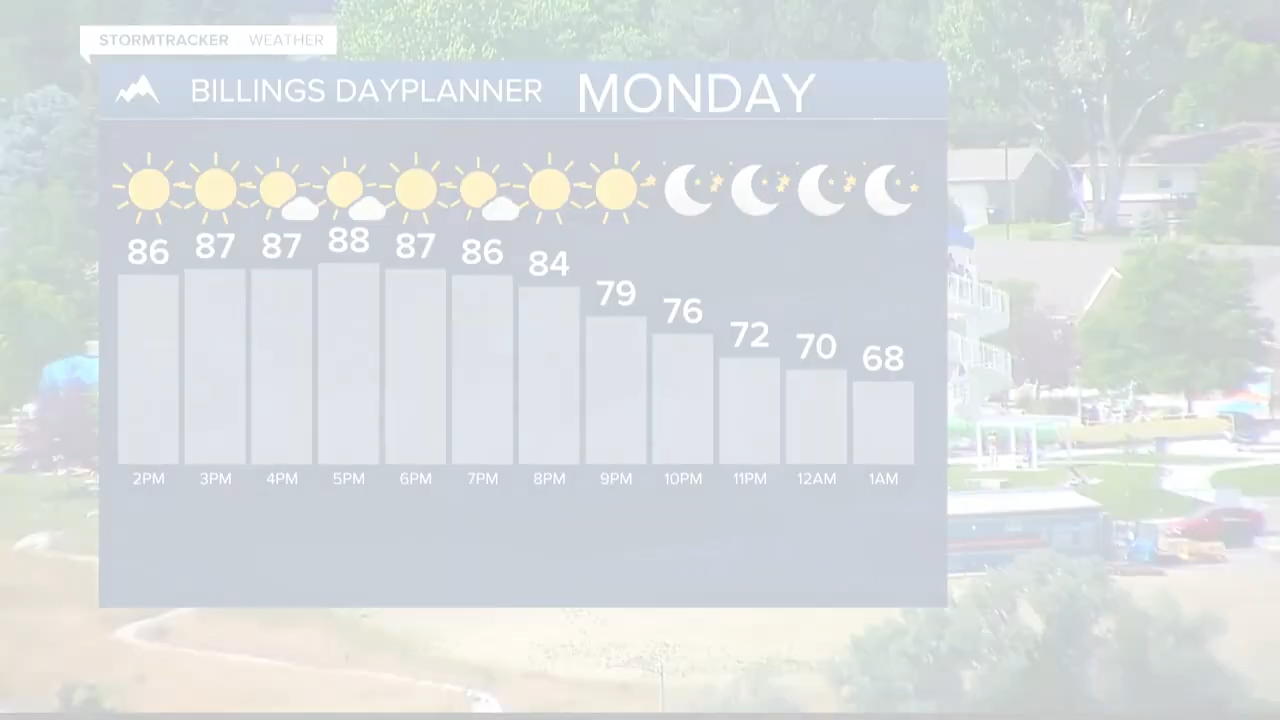 STORMTRACKER WEATHER
BILLINGS DAYPLANNER MONDAY
86 87 87 88 87 86 84 79 76 72 70 68
2PM 3PM 4PM 5PM 6PM 7PM 8PM 9PM 10PM 11PM 12AM 1AM